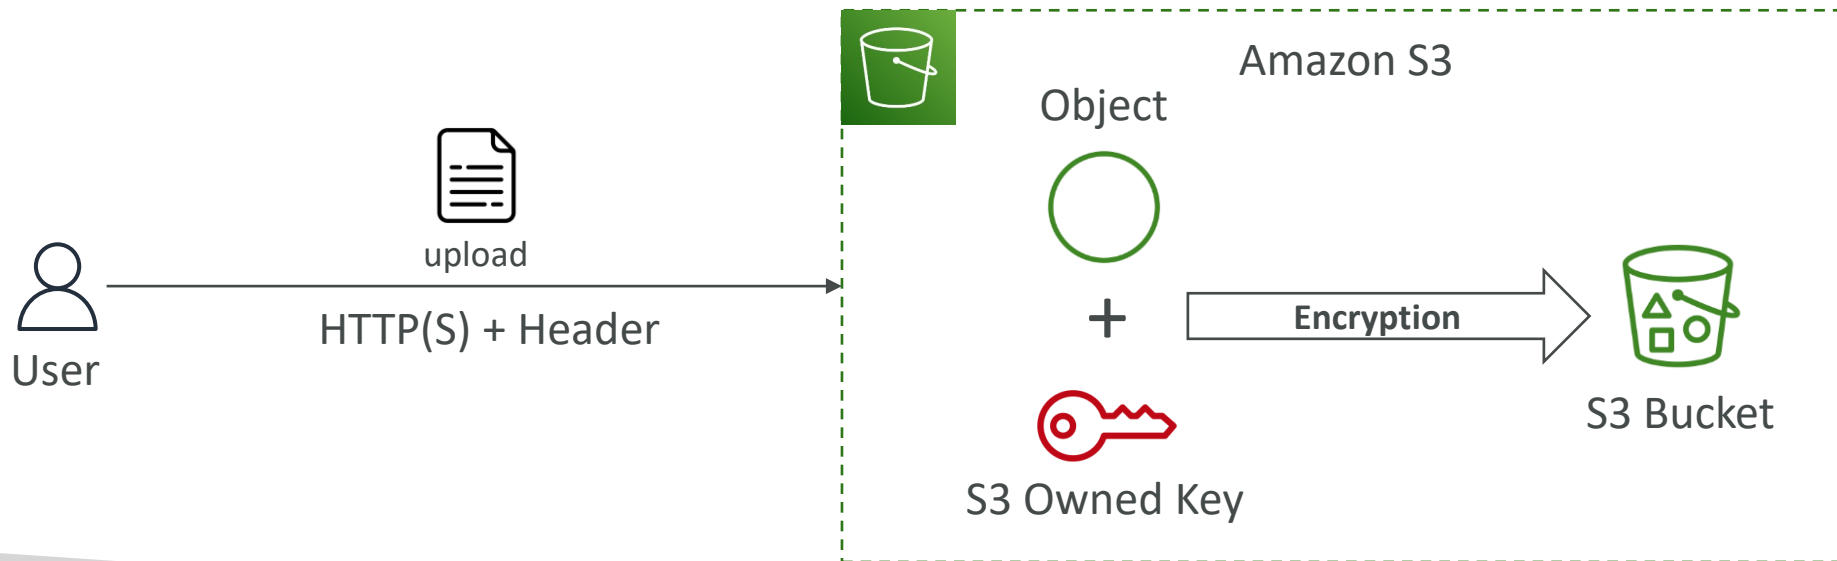 Amazon S3
Object
upload
HTTP(S) + Header
User
+
Encryption
S3 Bucket
S3 Owned Key